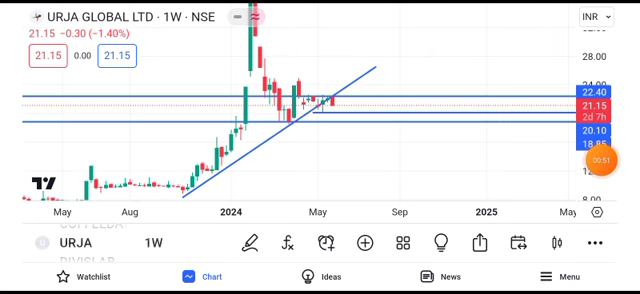 URJA GLOBAL LTD · 1W · NSE
INR
21.15 −0.30 (−1.40%)
21.15 0.00 21.15
28.00
24.00
22.40
21.15
2d 7h
20.10
18.85
00:51
8.00
May Aug 2024 May Sep 2025 May
U URJA 1W
Watchlist Chart Ideas News Menu